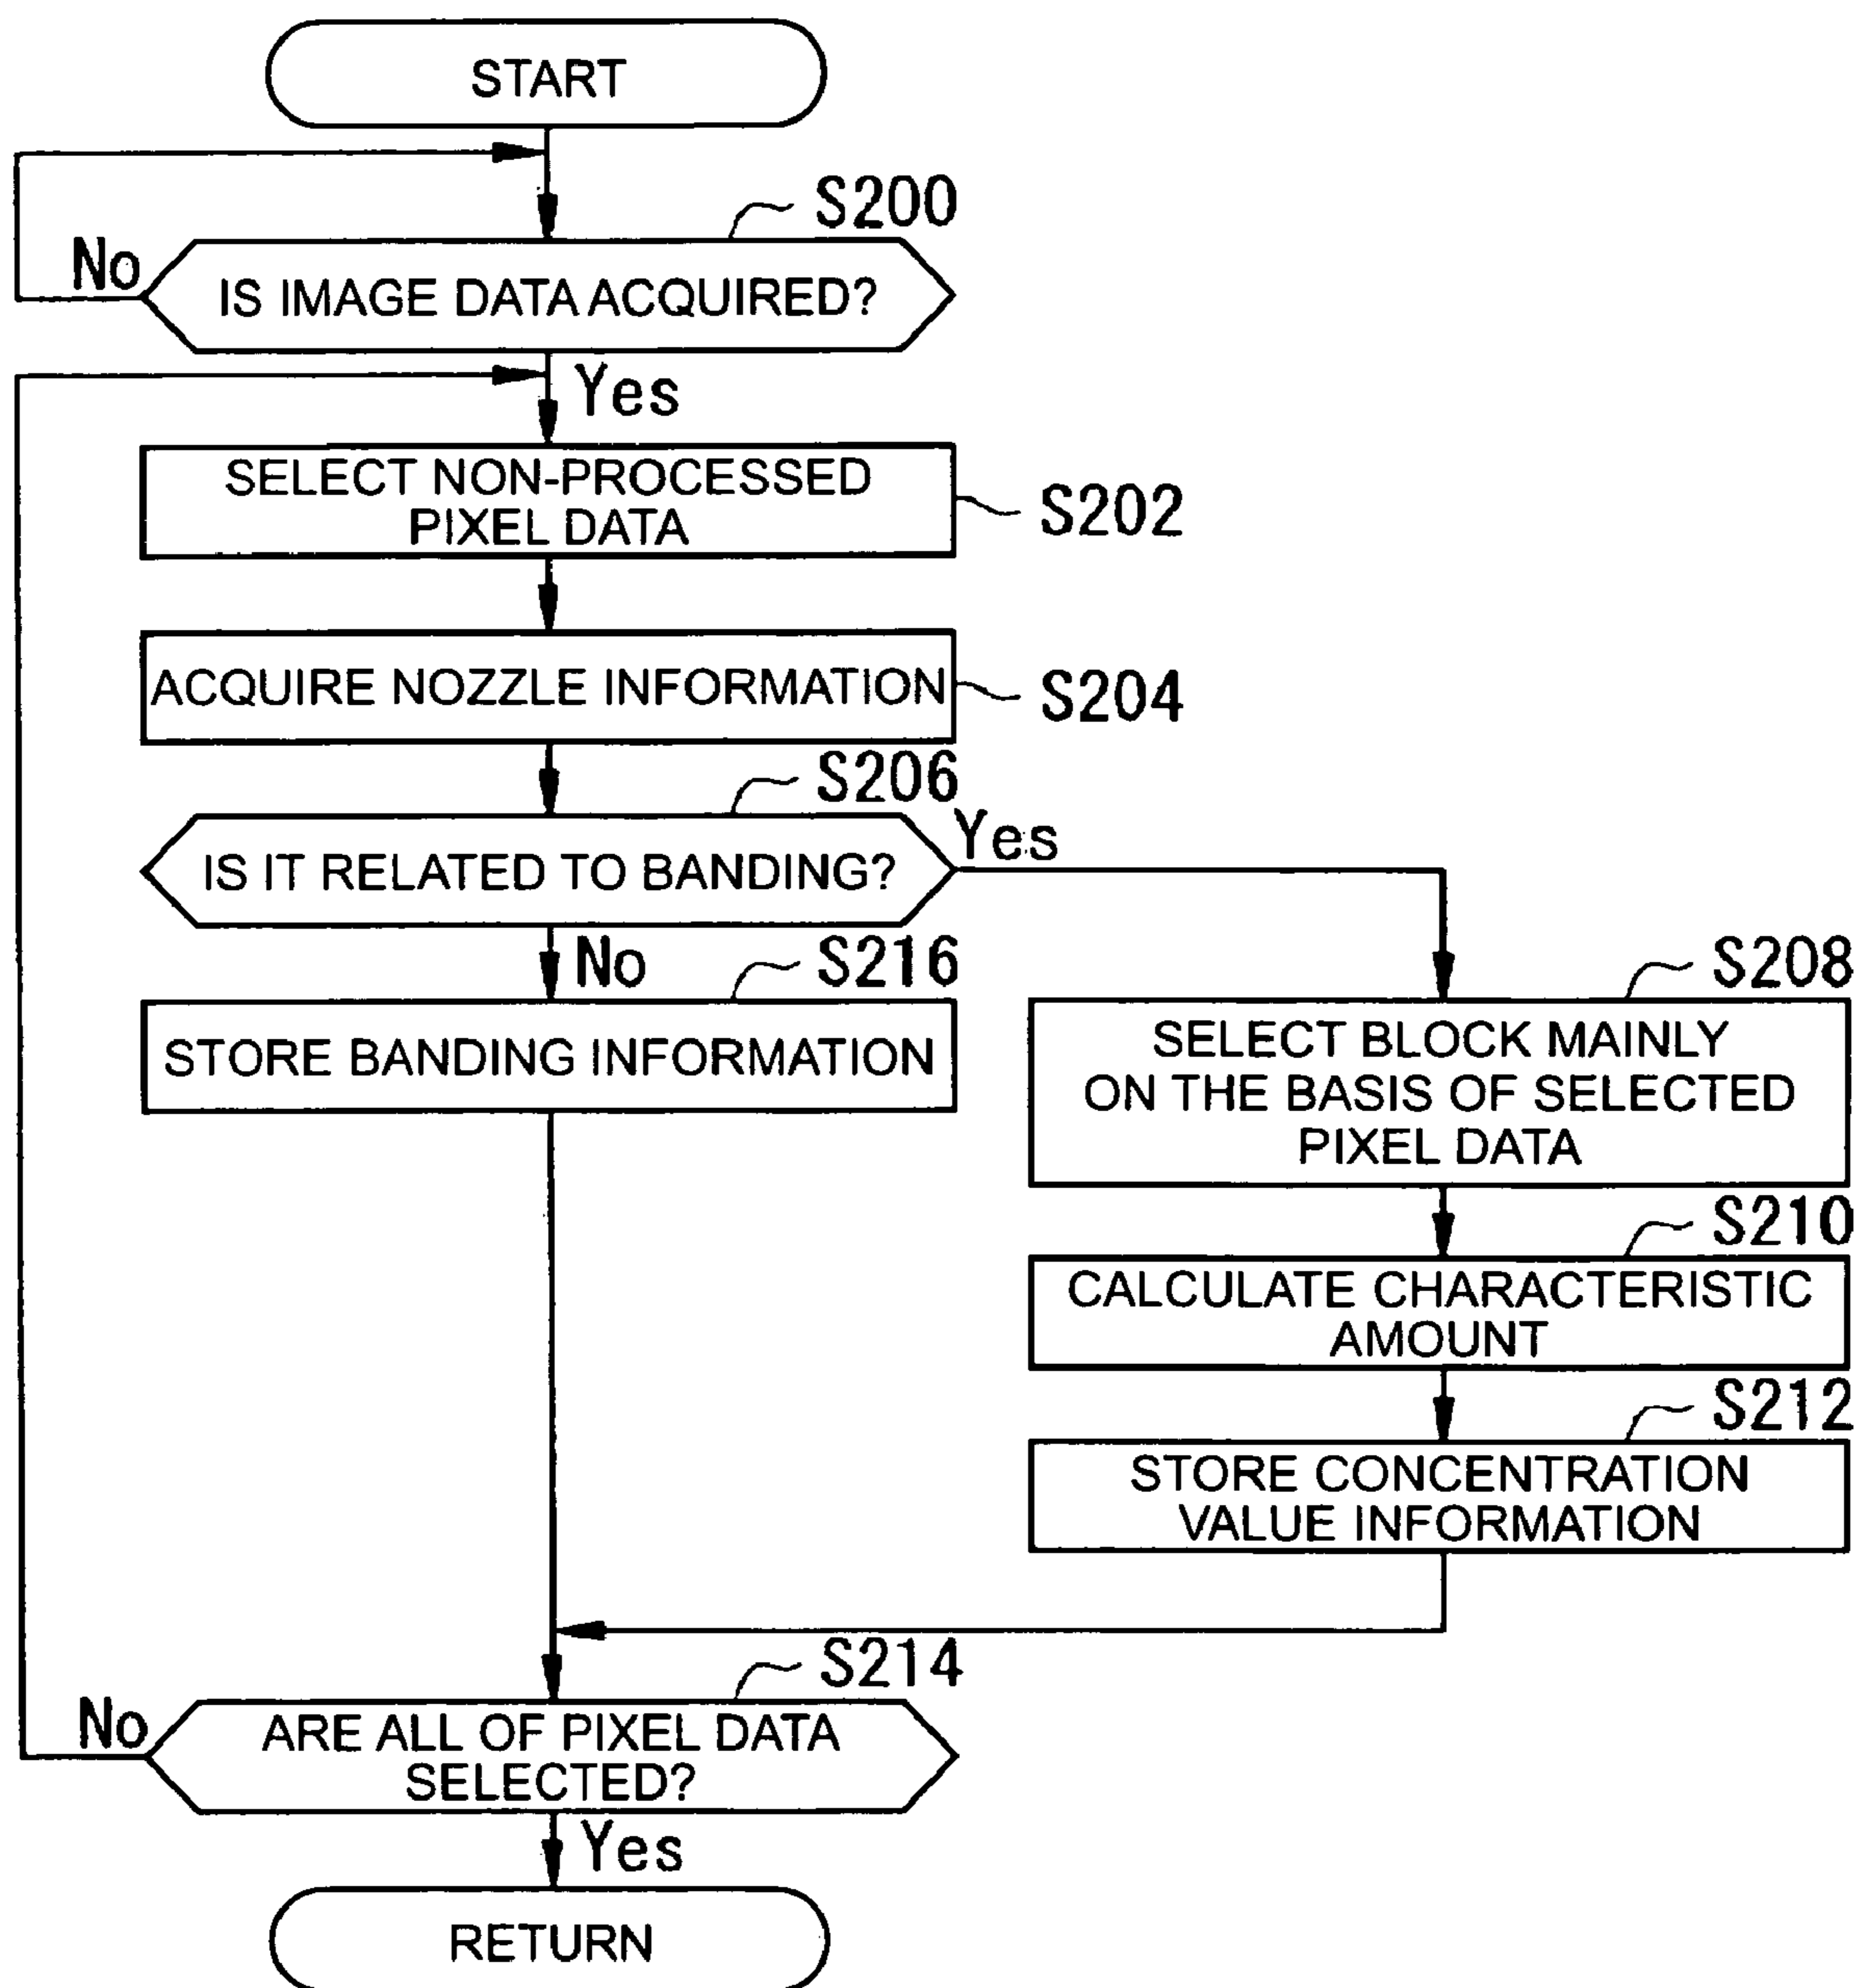 START
S200
No
IS IMAGE DATA ACQUIRED?
Yes
SELECT NON-PROCESSED
PIXEL DATA
S202
ACQUIRE NOZZLE INFORMATION
S204
S206
IS IT RELATED TO BANDING?
Yes
No
S216
STORE BANDING INFORMATION
S208
SELECT BLOCK MAINLY
ON THE BASIS OF SELECTED
PIXEL DATA
S210
CALCULATE CHARACTERISTIC
AMOUNT
S212
STORE CONCENTRATION
VALUE INFORMATION
S214
No
ARE ALL OF PIXEL DATA
SELECTED?
Yes
RETURN